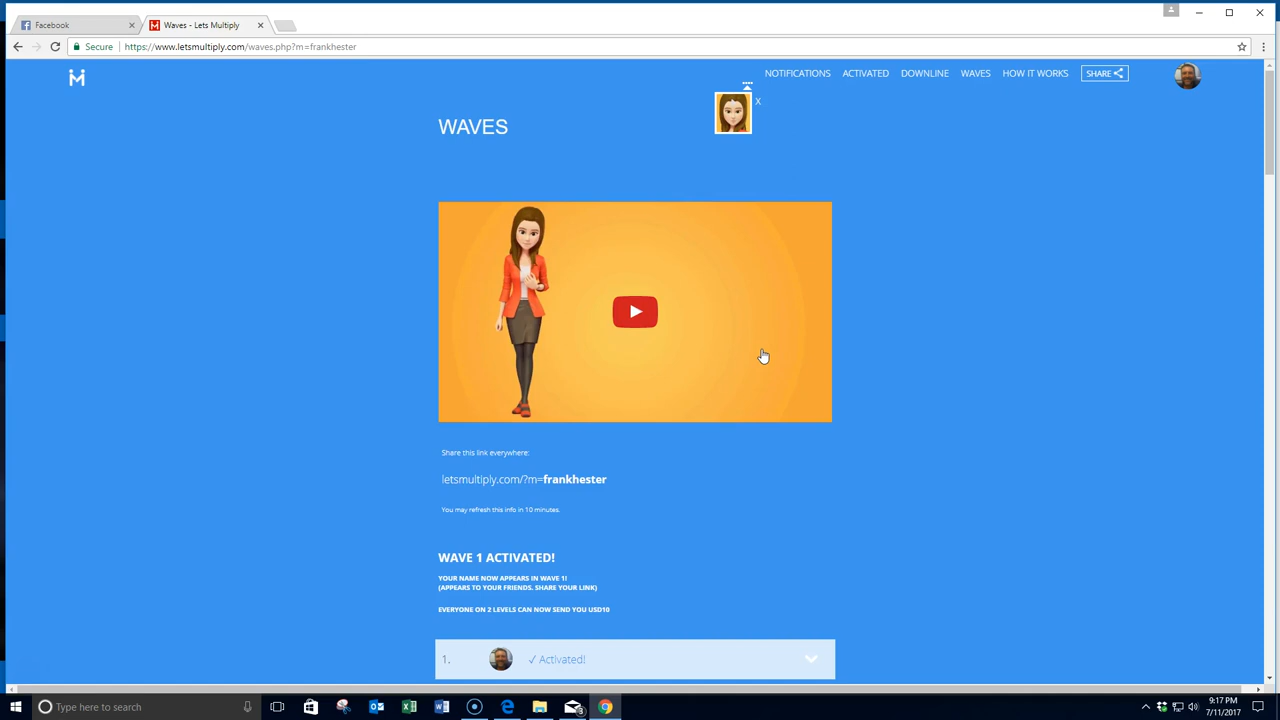 Facebook
Waves - Lets Multiply
Secure
https://www.letsmultiply.com/waves.php?m=frankhester
NOTIFICATIONS
ACTIVATED
DOWNLINE
WAVES
HOW IT WORKS
SHARE
X
WAVES
Share this link everywhere:
letsmultiply.com/?m=frankhester
You may refresh this info in 10 minutes.
WAVE 1 ACTIVATED!
YOUR NAME NOW APPEARS IN WAVE 1!
(APPEARS TO YOUR FRIENDS. SHARE YOUR LINK)
EVERYONE ON 2 LEVELS CAN NOW SEND YOU USD10
1. ✓ Activated!
Type here to search
9:17 PM
7/11/2017